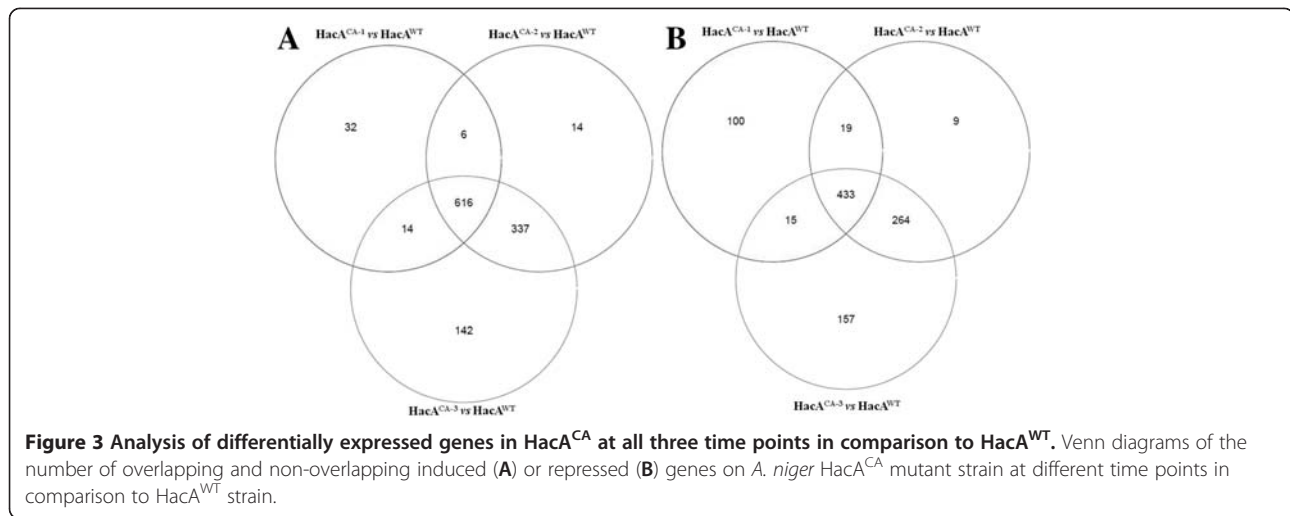 A
HacA^CA-1 vs HacA^WT
HacA^CA-2 vs HacA^WT
32
6
14
616
14
337
142
HacA^CA-3 vs HacA^WT
B
HacA^CA-1 vs HacA^WT
HacA^CA-2 vs HacA^WT
100
19
9
433
15
264
157
HacA^CA-3 vs HacA^WT
Figure 3 Analysis of differentially expressed genes in HacA^CA at all three time points in comparison to HacA^WT. Venn diagrams of the
number of overlapping and non-overlapping induced (A) or repressed (B) genes on A. niger HacA^CA mutant strain at different time points in
comparison to HacA^WT strain.